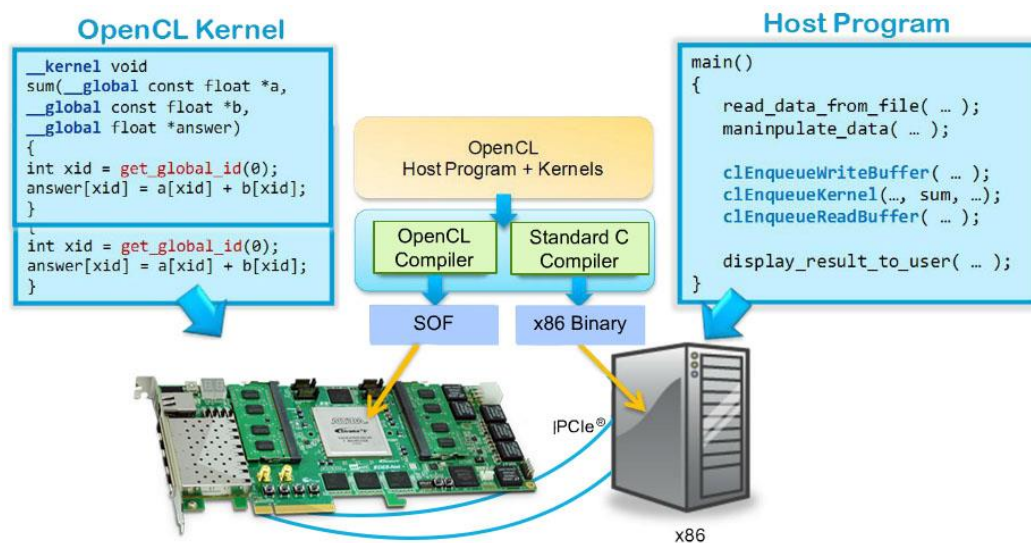 OpenCL Kernel
__kernel void
sum(__global const float *a,
__global const float *b,
__global float *answer)
{
int xid = get_global_id(0);
answer[xid] = a[xid] + b[xid];
}
{
int xid = get_global_id(0);
answer[xid] = a[xid] + b[xid];
}
Host Program
main()
{
read_data_from_file( … );
maninpulate_data( … );
clEnqueueWriteBuffer( … );
clEnqueueKernel(…, sum, …);
clEnqueueReadBuffer( … );
display_result_to_user( … );
}
OpenCL
Host Program + Kernels
OpenCL
Compiler
Standard C
Compiler
SOF
x86 Binary
PCIe®
x86